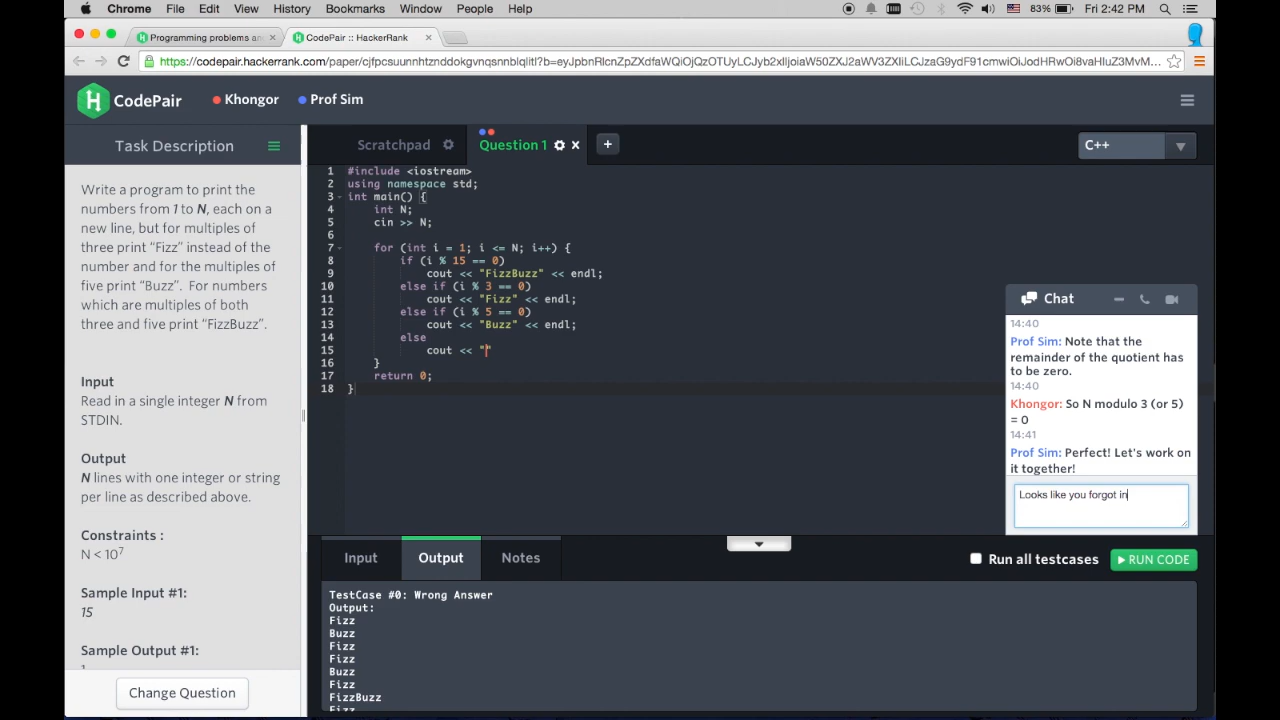 Chrome File Edit View History Bookmarks Window People Help 83% Fri 2:42 PM
Programming problems an × CodePair :: HackerRank ×
https://codepair.hackerrank.com/paper/
CodePair Khongor Prof Sim
Task Description
Write a program to print the
numbers from 1 to N, each on a
new line, but for multiples of
three print “Fizz” instead of the
number and for the multiples of
five print “Buzz”. For numbers
which are multiples of both
three and five print “FizzBuzz”.
Input
Read in a single integer N from
STDIN.
Output
N lines with one integer or string
per line as described above.
Constraints :
N < 10⁷
Sample Input #1:
15
Sample Output #1:
Change Question
Scratchpad Question 1 × + C++
1 #include <iostream>
2 using namespace std;
3 int main() {
4 int N;
5 cin >> N;
6
7 for (int i = 1; i <= N; i++) {
8 if (i % 15 == 0)
9 cout << "FizzBuzz" << endl;
10 else if (i % 3 == 0)
11 cout << "Fizz" << endl;
12 else if (i % 5 == 0)
13 cout << "Buzz" << endl;
14 else
15 cout << ""
16 }
17 return 0;
18 }
Chat
14:40
Prof Sim: Note that the
remainder of the quotient has
to be zero.
14:40
Khongor: So N modulo 3 (or 5)
= 0
14:41
Prof Sim: Perfect! Let's work on
it together!
Looks like you forgot in
Input Output Notes Run all testcases RUN CODE
TestCase #0: Wrong Answer
Output:
Fizz
Buzz
Fizz
Fizz
Buzz
Fizz
FizzBuzz
Fizz